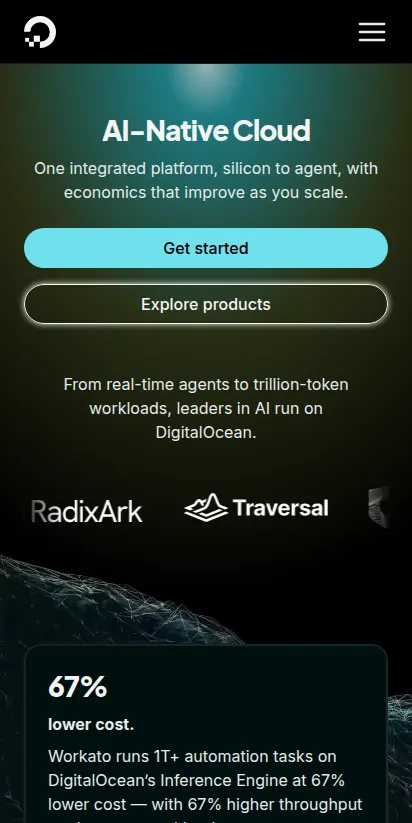 AI-Native Cloud
One integrated platform, silicon to agent, with
economics that improve as you scale.
Get started
Explore products
From real-time agents to trillion-token
workloads, leaders in AI run on
DigitalOcean.
RadixArk
Traversal
67%
lower cost.
Workato runs 1T+ automation tasks on
DigitalOcean's Inference Engine at 67%
lower cost — with 67% higher throughput